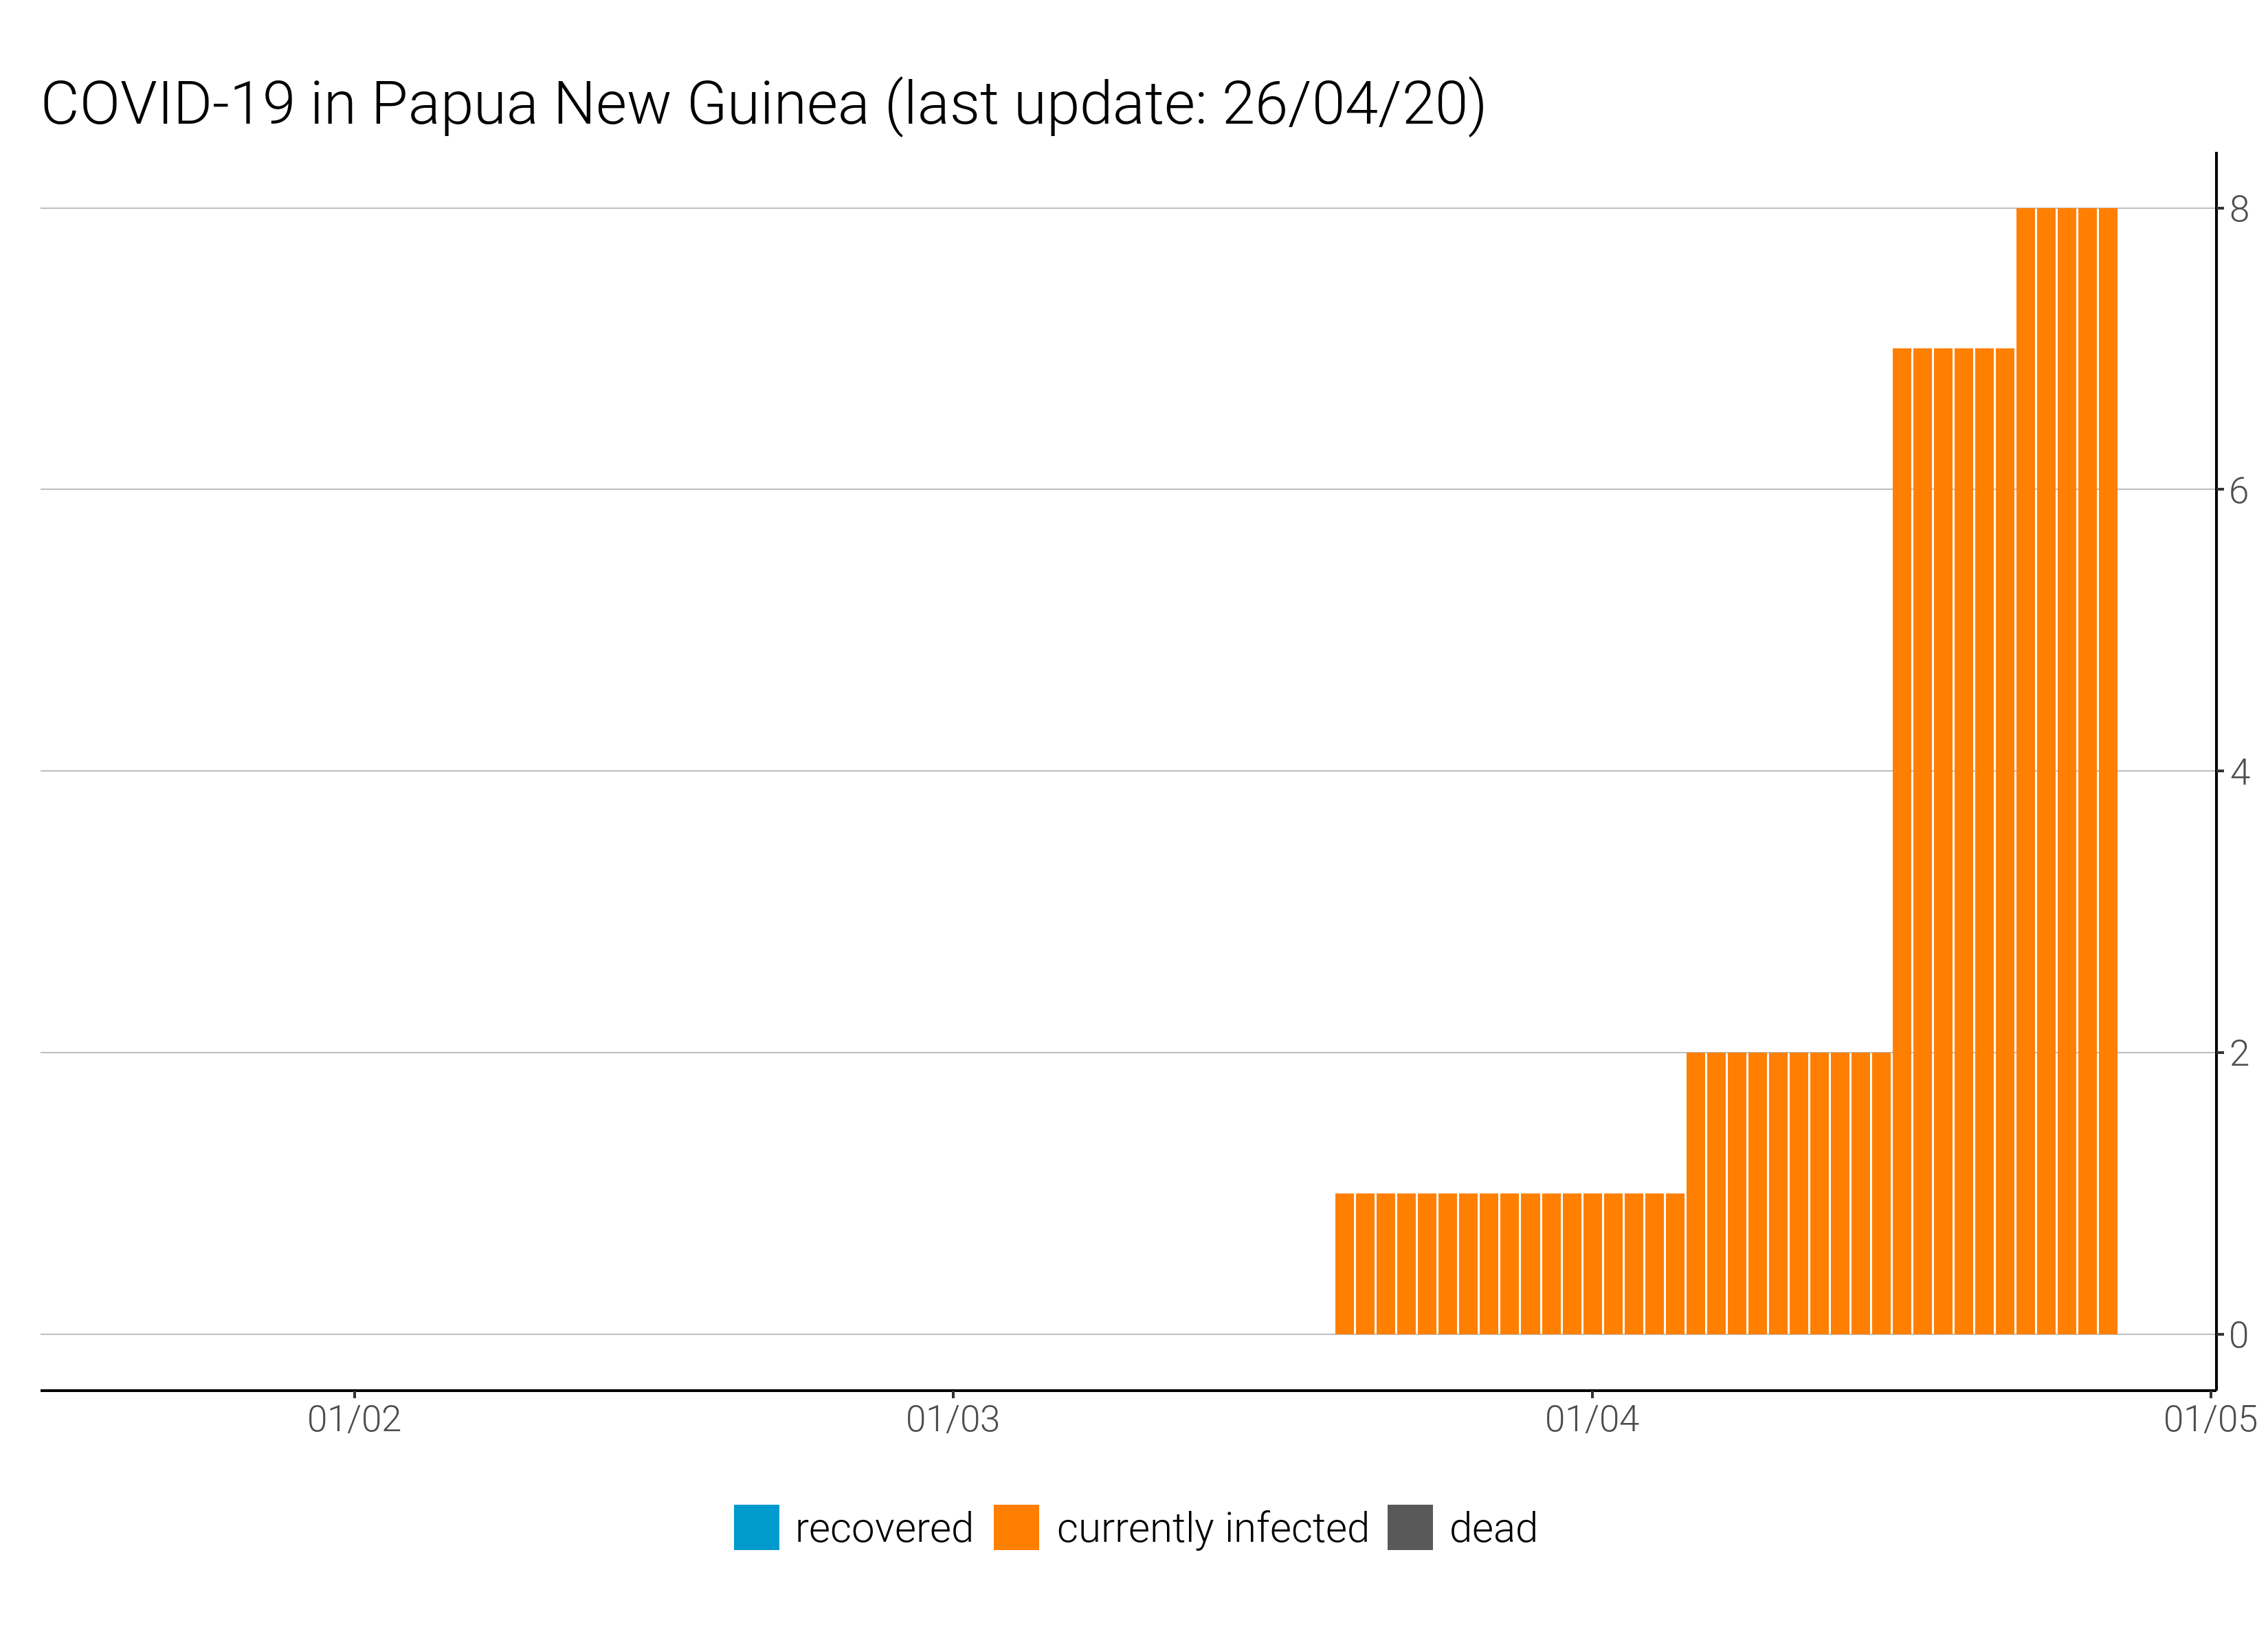 COVID-19 in Papua New Guinea (last update: 26/04/20)
8
6
4
2
0
01/02 01/03 01/04 01/05
recovered currently infected dead